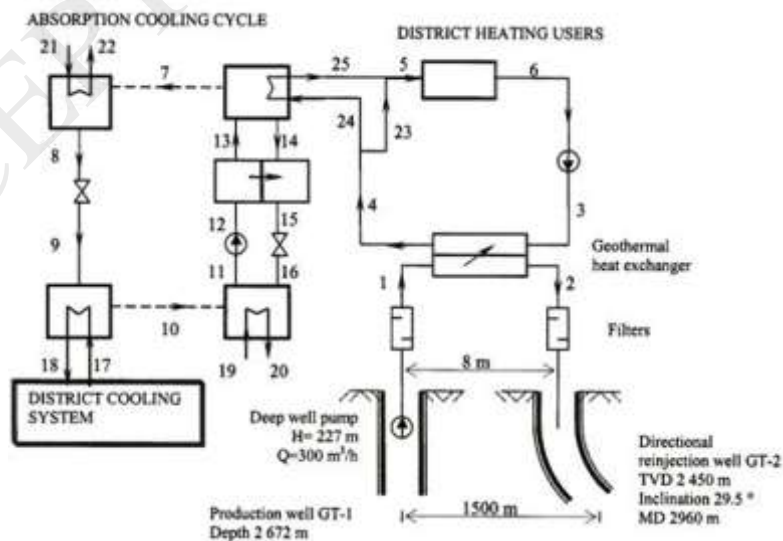 ABSORPTION COOLING CYCLE
DISTRICT HEATING USERS
21 22 7 25 5 6
24 23
8 13 14
4 3
12 15
9 11 16
Geothermal
heat exchanger
1 2
10
Filters
18 17 19 20
8 m
DISTRICT COOLING
SYSTEM
Deep well pump
H= 227 m
Q=300 m³/h
Directional
reinjection well GT-2
TVD 2 450 m
Inclination 29.5 °
MD 2960 m
Production well GT-1
Depth 2 672 m
1500 m